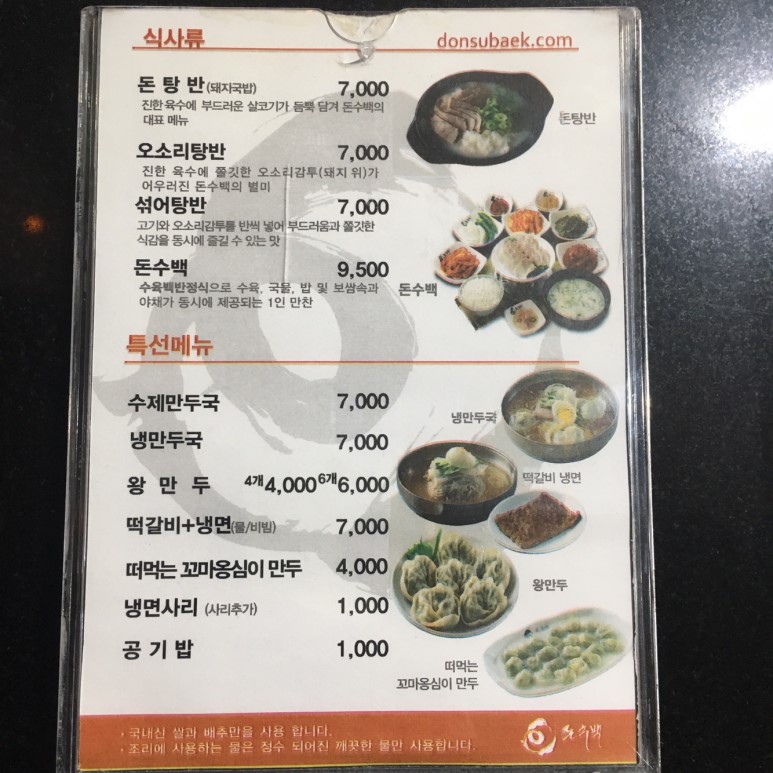 식사류
donsubaek.com
돈탕반(돼지국밥) 7,000
진한 육수에 부드러운 살코기가 듬뿍 담겨 돈수백의
대표 메뉴
돈탕반
오소리탕반 7,000
진한 육수에 쫄깃한 오소리감투(돼지 위)가
어우러진 돈수백의 별미
섞어탕반 7,000
고기와 오소리감투를 반씩 넣어 부드러움과 쫄깃한
식감을 동시에 즐길 수 있는 맛
돈수백 9,500
수육백반정식으로 수육, 국물, 밥 및 보쌈속과
야채가 동시에 제공되는 1인 만찬
돈수백
특선메뉴
수제만두국 7,000
냉만두국
냉만두국 7,000
왕만두 4개 4,000 6개 6,000
떡갈비 냉면
떡갈비+냉면(물/비빔) 7,000
떠먹는 꼬마옹심이 만두 4,000
왕만두
냉면사리 (사리추가) 1,000
공기밥 1,000
떠먹는
꼬마옹심이 만두
· 국내산 쌀과 배추만을 사용 합니다.
· 조리에 사용하는 물은 정수 되어진 깨끗한 물만 사용합니다.
돈수백